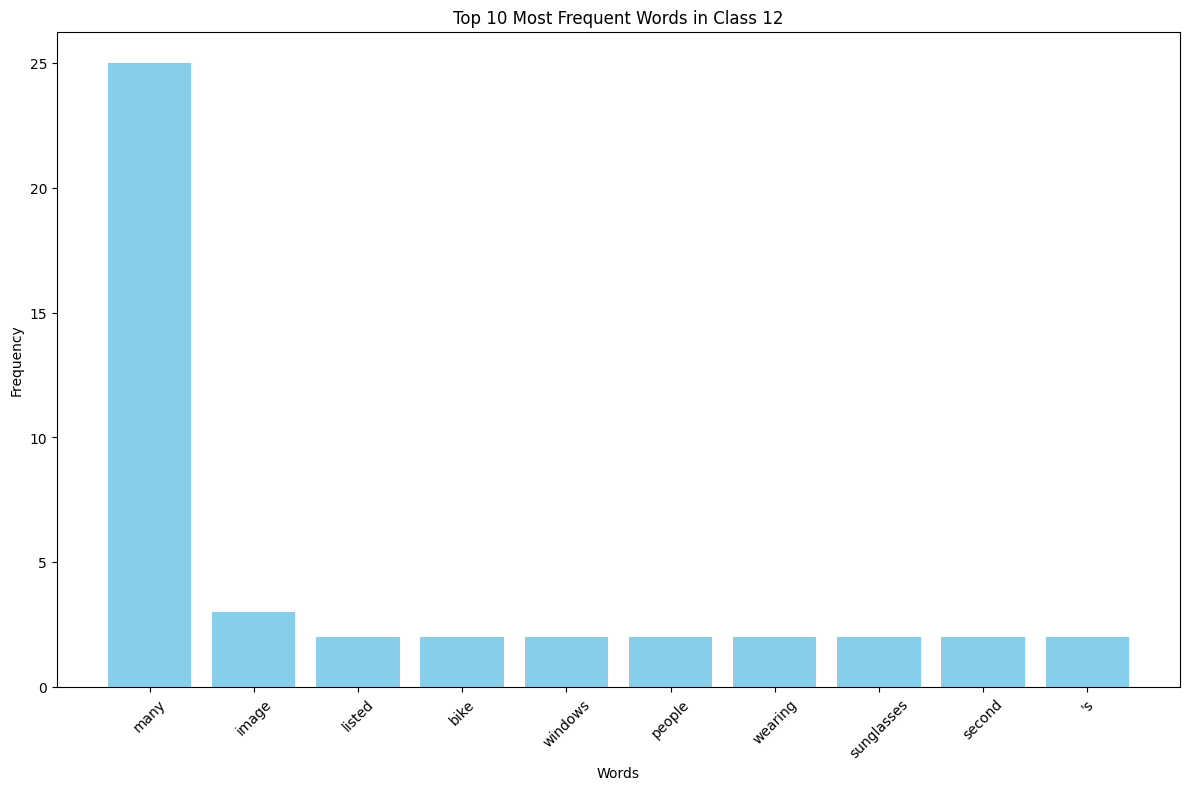 Top 10 Most Frequent Words in Class 12
Frequency
25
20
15
10
5
0
many
image
listed
bike
windows
people
wearing
sunglasses
second
's
Words